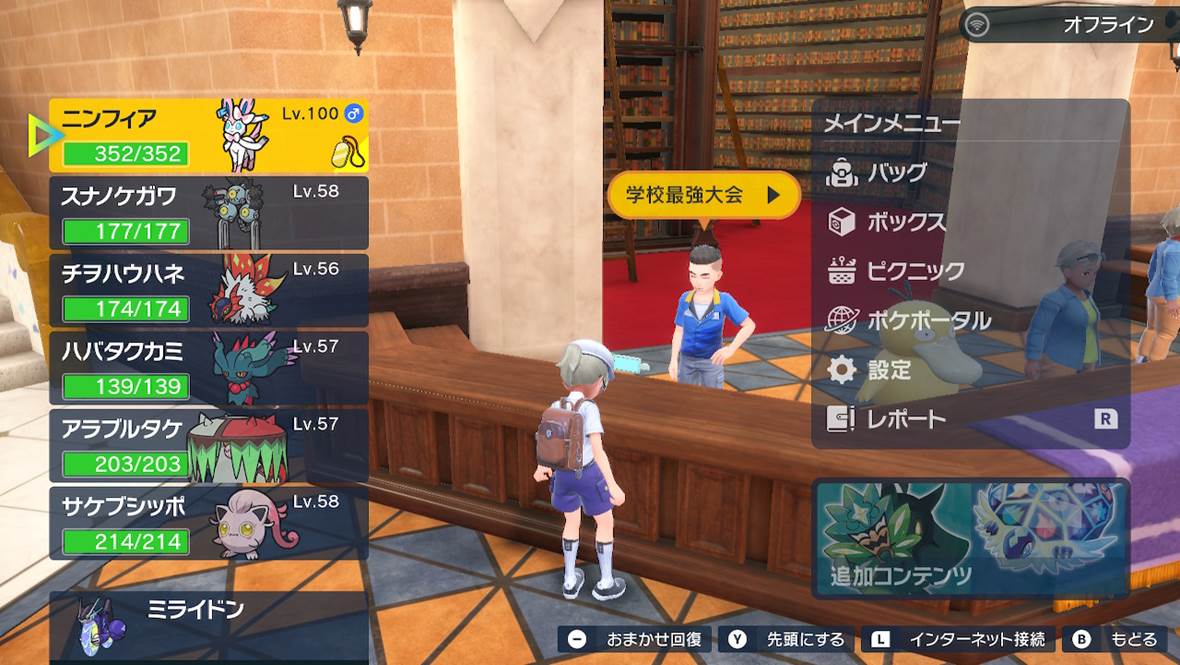 オフライン
ニンフィア
Lv.100
352/352
スナノケガワ
Lv.58
177/177
チヲハウハネ
Lv.56
174/174
ハバタクカミ
Lv.57
139/139
アラブルタケ
Lv.57
203/203
サケブシッポ
Lv.58
214/214
ミライドン
学校最強大会
メインメニュー
バッグ
ボックス
ピクニック
ポケポータル
設定
レポート
R
追加コンテンツ
おまかせ回復
Y 先頭にする
L インターネット接続
B もどる